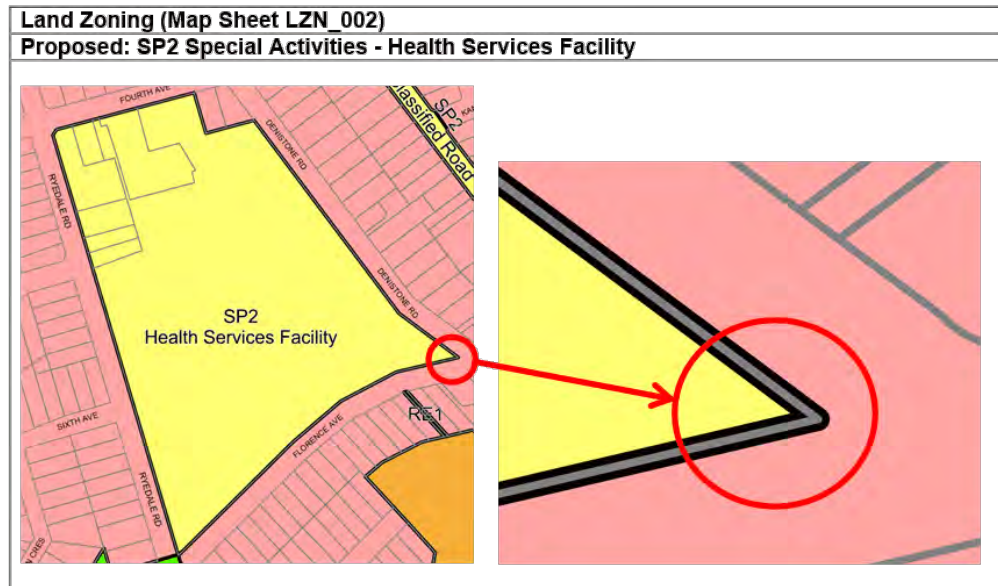 Land Zoning (Map Sheet LZN_002)
Proposed: SP2 Special Activities - Health Services Facility
FOURTH AVE
DENISTONE RD
SP2
Classified Road
RYEDALE RD
DENISTONE RD
SP2
Health Services Facility
RE1
SIXTH AVE
FLORENCE AVE
RYEDALE RD
CRES